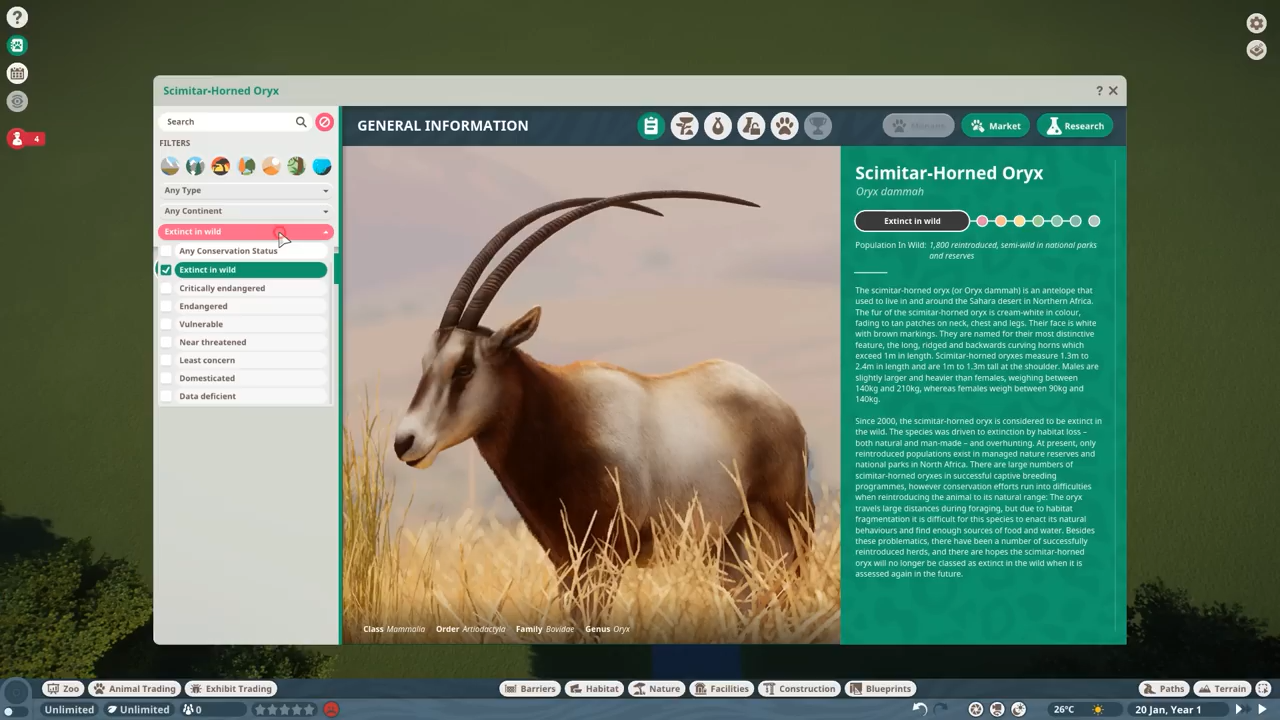 ?
4
Scimitar-Horned Oryx
?
Search
FILTERS
Any Type
Any Continent
Extinct in wild
Any Conservation Status
Extinct in wild
Critically endangered
Endangered
Vulnerable
Near threatened
Least concern
Domesticated
Data deficient
GENERAL INFORMATION
Market
Research
Class Mammalia Order Artiodactyla Family Bovidae Genus Oryx
Scimitar-Horned Oryx
Oryx dammah
Extinct in wild
Population In Wild: 1,800 reintroduced, semi-wild in national parks
and reserves
The scimitar-horned oryx (or Oryx dammah) is an antelope that
used to live in and around the Sahara desert in Northern Africa.
The fur of the scimitar-horned oryx is cream-white in colour,
fading to tan patches on neck, chest and legs. Their face is white
with brown markings. They are named for their most distinctive
feature, the long, ridged and backwards curving horns which
exceed 1m in length. Scimitar-horned oryxes measure 1.3m to
2.4m in length and are 1m to 1.3m tall at the shoulder. Males are
slightly larger and heavier than females, weighing between
140kg and 210kg, whereas females weigh between 90kg and
140kg.
Since 2000, the scimitar-horned oryx is considered to be extinct in
the wild. The species was driven to extinction by habitat loss –
both natural and man-made – and overhunting. At present, only
reintroduced populations exist in managed nature reserves and
national parks in North Africa. There are large numbers of
scimitar-horned oryxes in successful captive breeding
programmes, however conservation efforts run into difficulties
when reintroducing the animal to its natural range: The oryx
travels large distances during foraging, but due to habitat
fragmentation it is difficult for this species to enact its natural
behaviours and find enough sources of food and water. Besides
these problematics, there have been a number of successfully
reintroduced herds, and there are hopes the scimitar-horned
oryx will no longer be classed as extinct in the wild when it is
assessed again in the future.
Zoo
Animal Trading
Exhibit Trading
Barriers
Habitat
Nature
Facilities
Construction
Blueprints
Paths
Terrain
Unlimited
Unlimited
0
26°C
20 Jan, Year 1